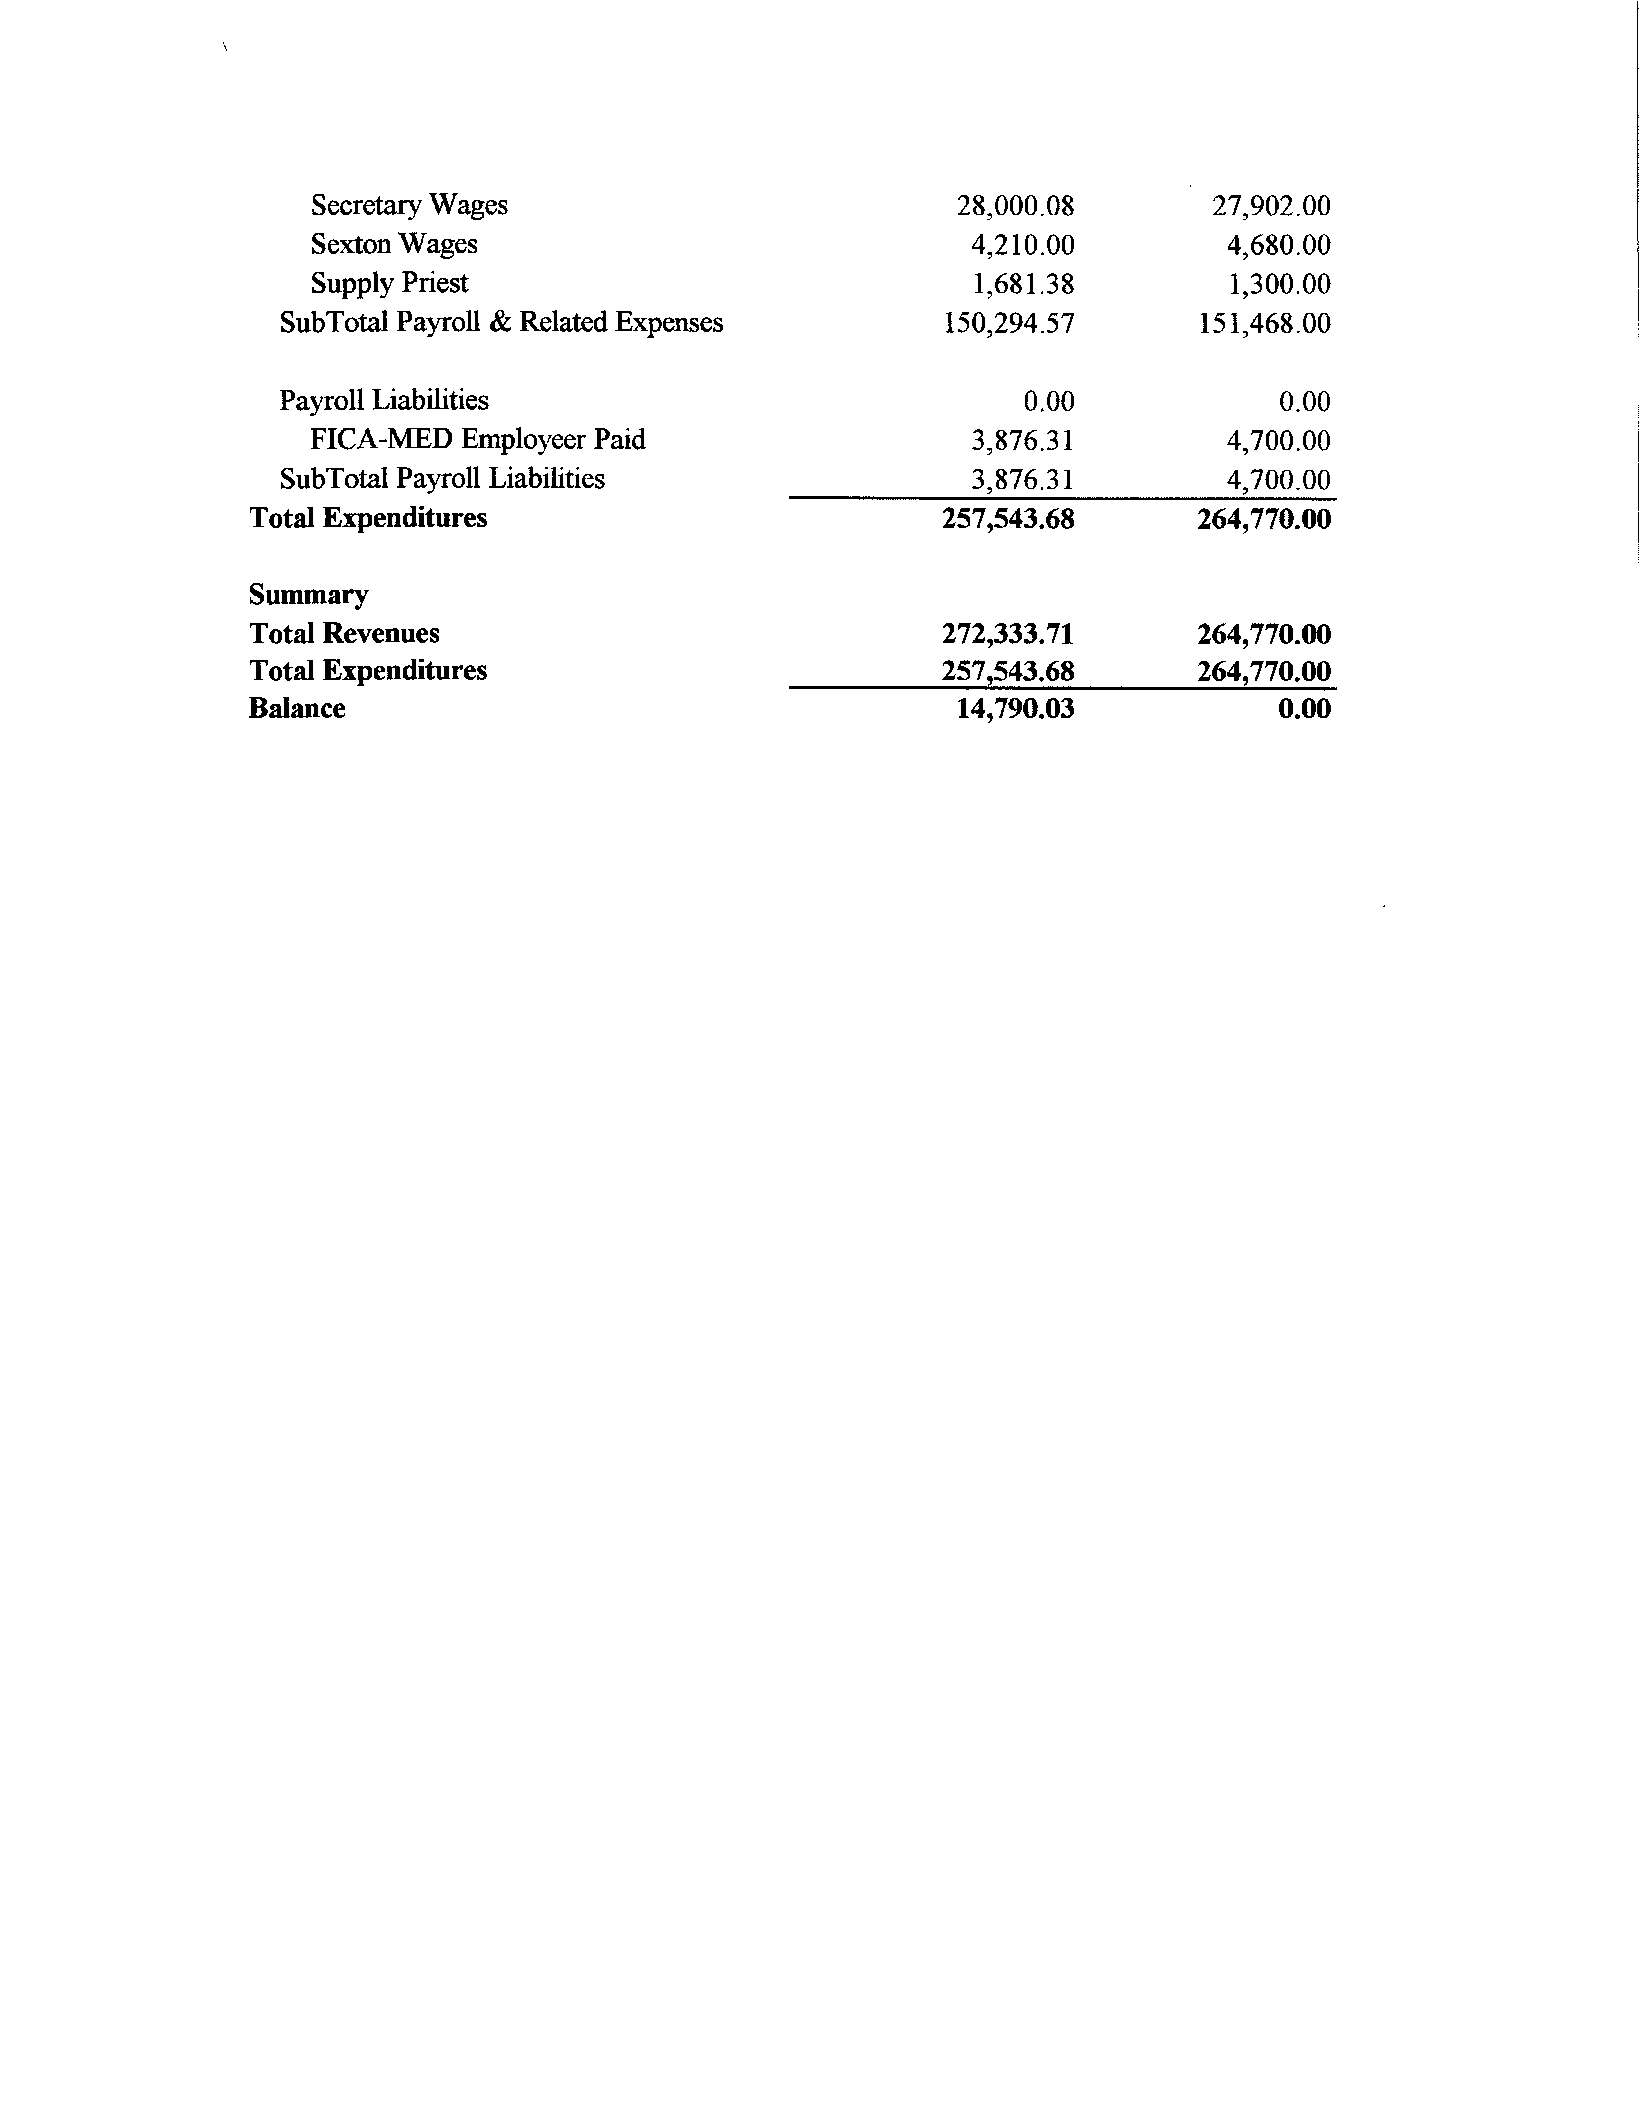 Secretary Wages 28,000.08 27,902.00
Sexton Wages 4,210.00 4,680.00
Supply Priest 1,681.38 1,300.00
SubTotal Payroll & Related Expenses 150,294.57 151,468.00
Payroll Liabilities 0.00 0.00
FICA-MED Employeer Paid 3,876.31 4,700.00
SubTotal Payroll Liabilities 3,876.31 4,700.00
Total Expenditures 257,543.68 264,770.00
Summary
Total Revenues 272,333.71 264,770.00
Total Expenditures 257,543.68 264,770.00
Balance 14,790.03 0.00